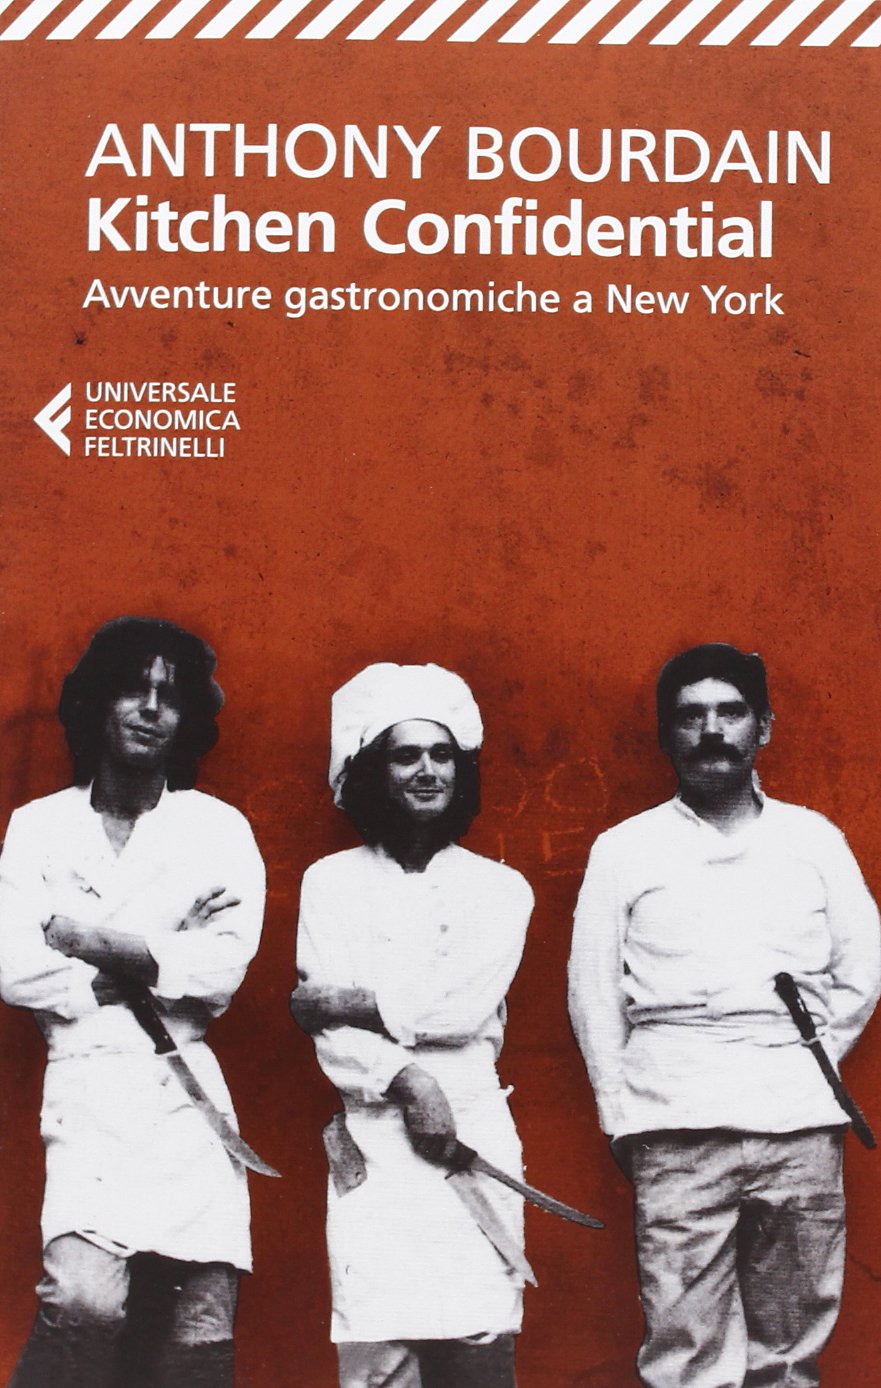 ANTHONY BOURDAIN
Kitchen Confidential
Avventure gastronomiche a New York
UNIVERSALE
ECONOMICA
FELTRINELLI